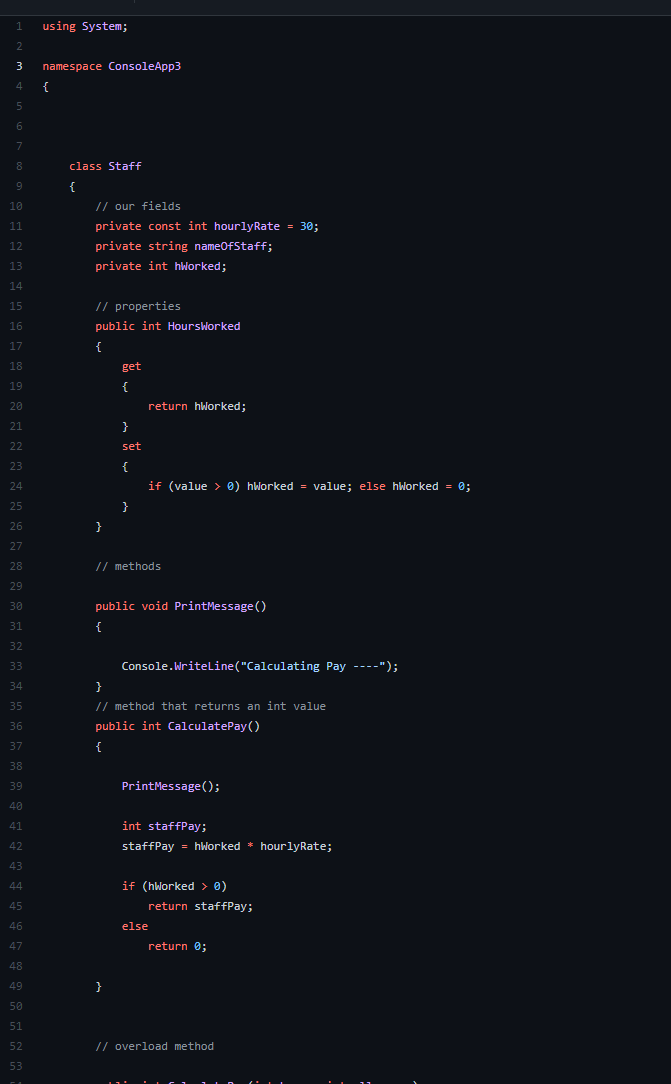 1 using System;
2
3 namespace ConsoleApp3
4 {
5
6
7
8 class Staff
9 {
10 // our fields
11 private const int hourlyRate = 30;
12 private string nameOfStaff;
13 private int hWorked;
14
15 // properties
16 public int HoursWorked
17 {
18 get
19 {
20 return hWorked;
21 }
22 set
23 {
24 if (value > 0) hWorked = value; else hWorked = 0;
25 }
26 }
27
28 // methods
29
30 public void PrintMessage()
31 {
32
33 Console.WriteLine("Calculating Pay ----");
34 }
35 // method that returns an int value
36 public int CalculatePay()
37 {
38
39 PrintMessage();
40
41 int staffPay;
42 staffPay = hWorked * hourlyRate;
43
44 if (hWorked > 0)
45 return staffPay;
46 else
47 return 0;
48
49 }
50
51
52 // overload method
53